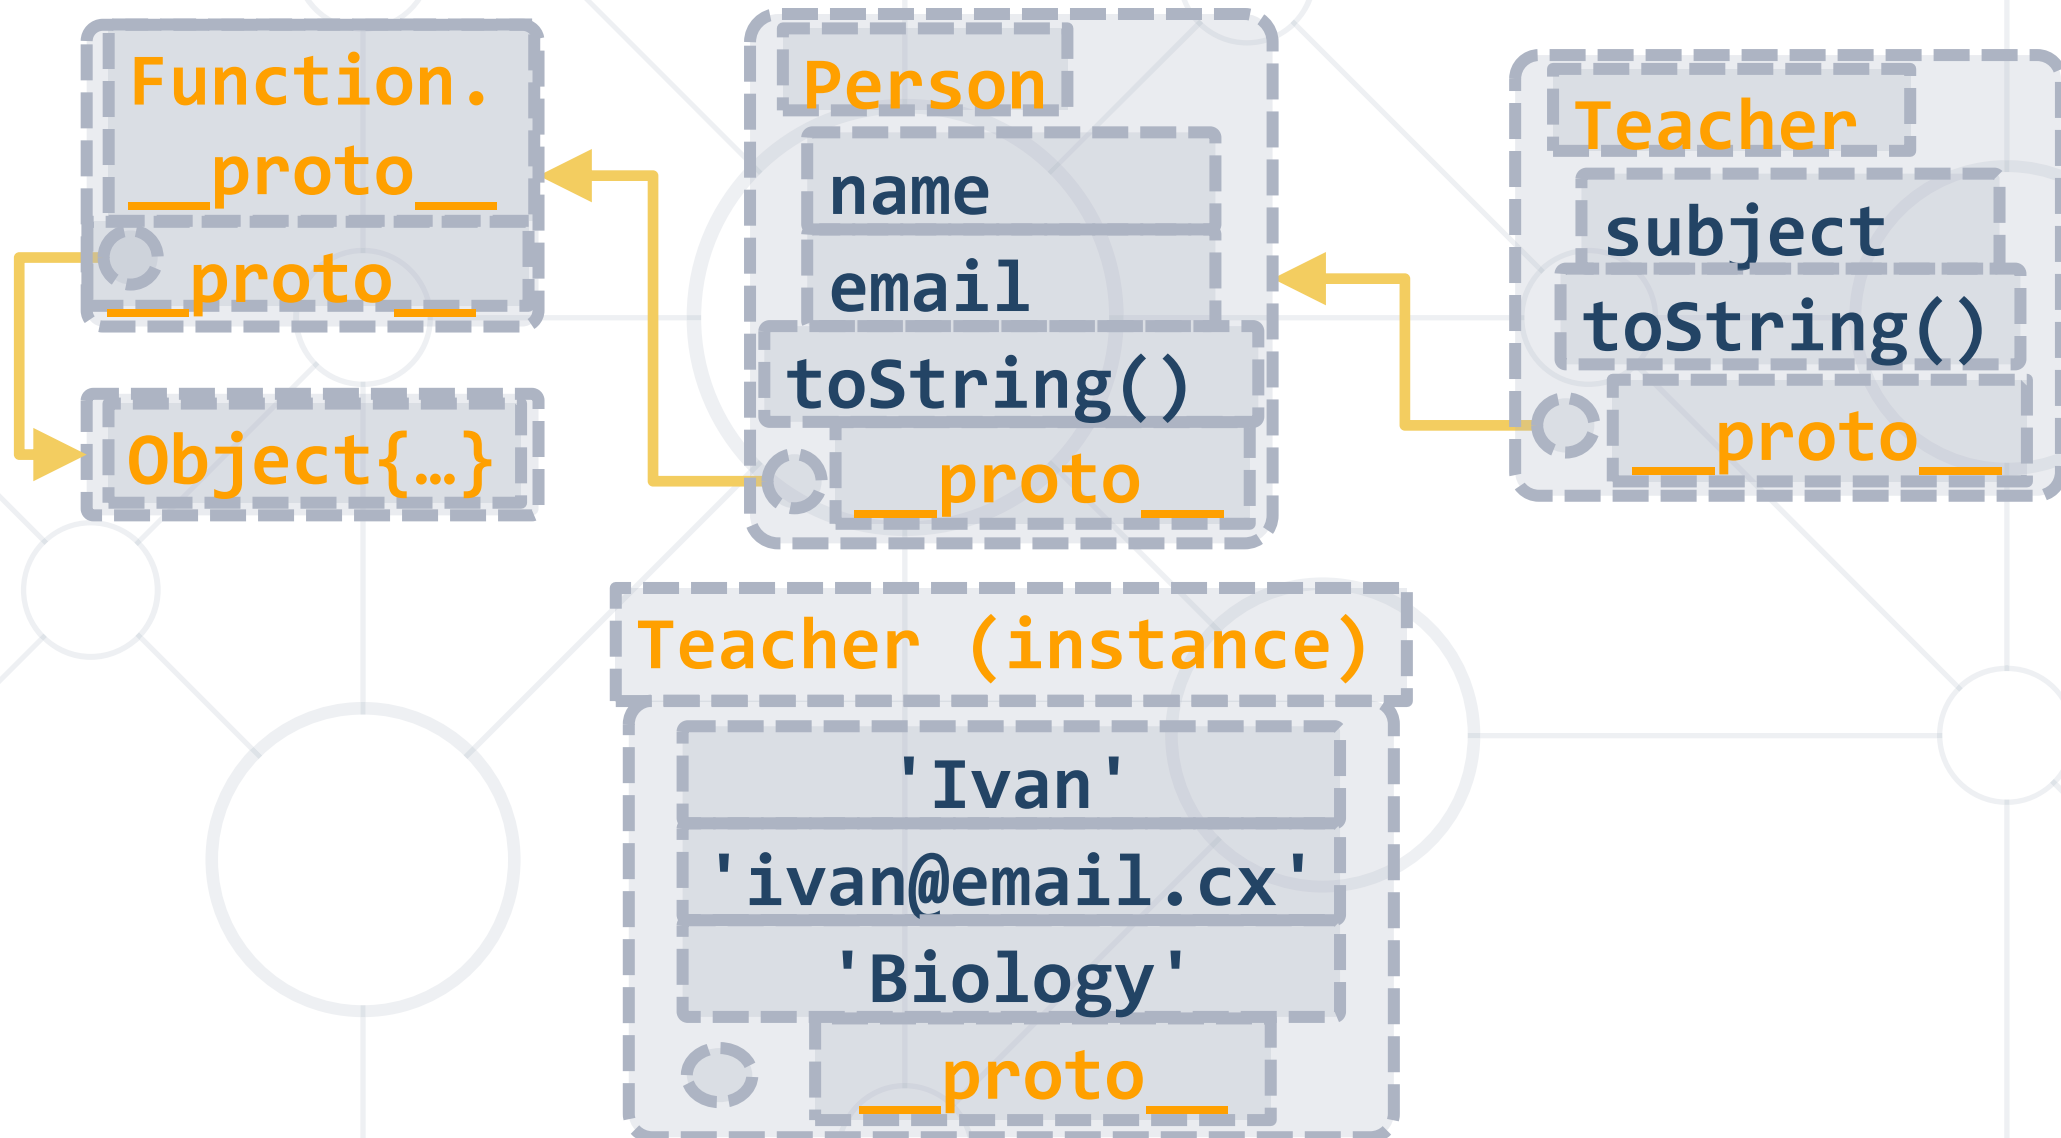 Function.
__proto__
__proto__
Object{…}
Person
name
email
toString()
__proto__
Teacher
subject
toString()
__proto__
Teacher (instance)
'Ivan'
'ivan@email.cx'
'Biology'
__proto__